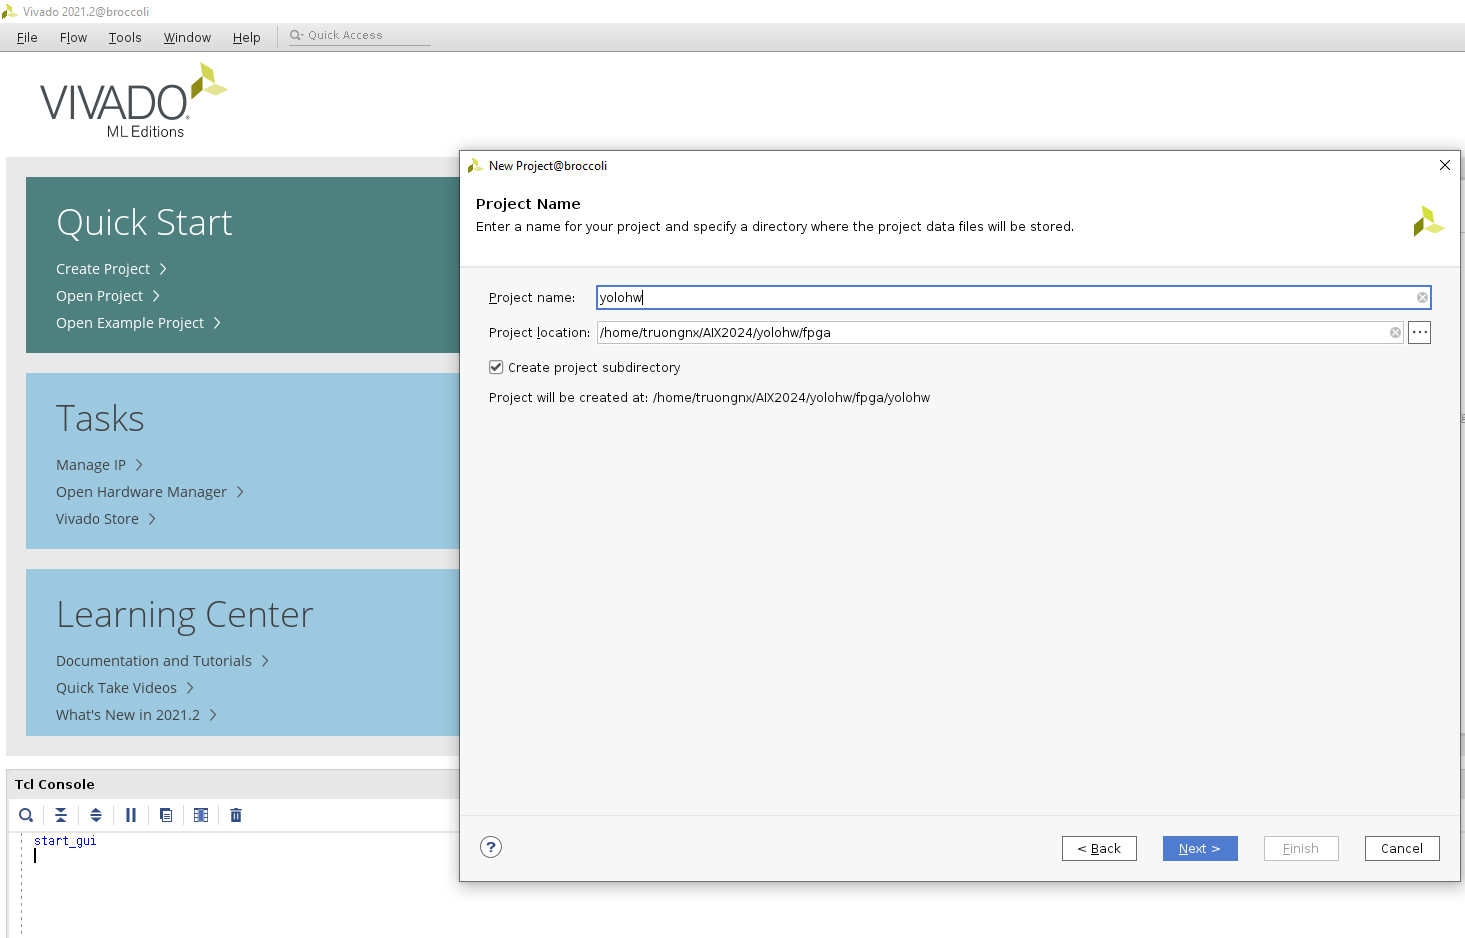 Vivado 2021.2@broccoli
File Flow Tools Window Help Quick Access
VIVADO
ML Editions
Quick Start
Create Project
Open Project
Open Example Project
Tasks
Manage IP
Open Hardware Manager
Vivado Store
Learning Center
Documentation and Tutorials
Quick Take Videos
What's New in 2021.2
Tcl Console
start_gui
New Project@broccoli
Project Name
Enter a name for your project and specify a directory where the project data files will be stored.
Project name: yolohw
Project location: /home/truongnx/AIX2024/yolohw/fpga
Create project subdirectory
Project will be created at: /home/truongnx/AIX2024/yolohw/fpga/yolohw
? < Back Next > Finish Cancel